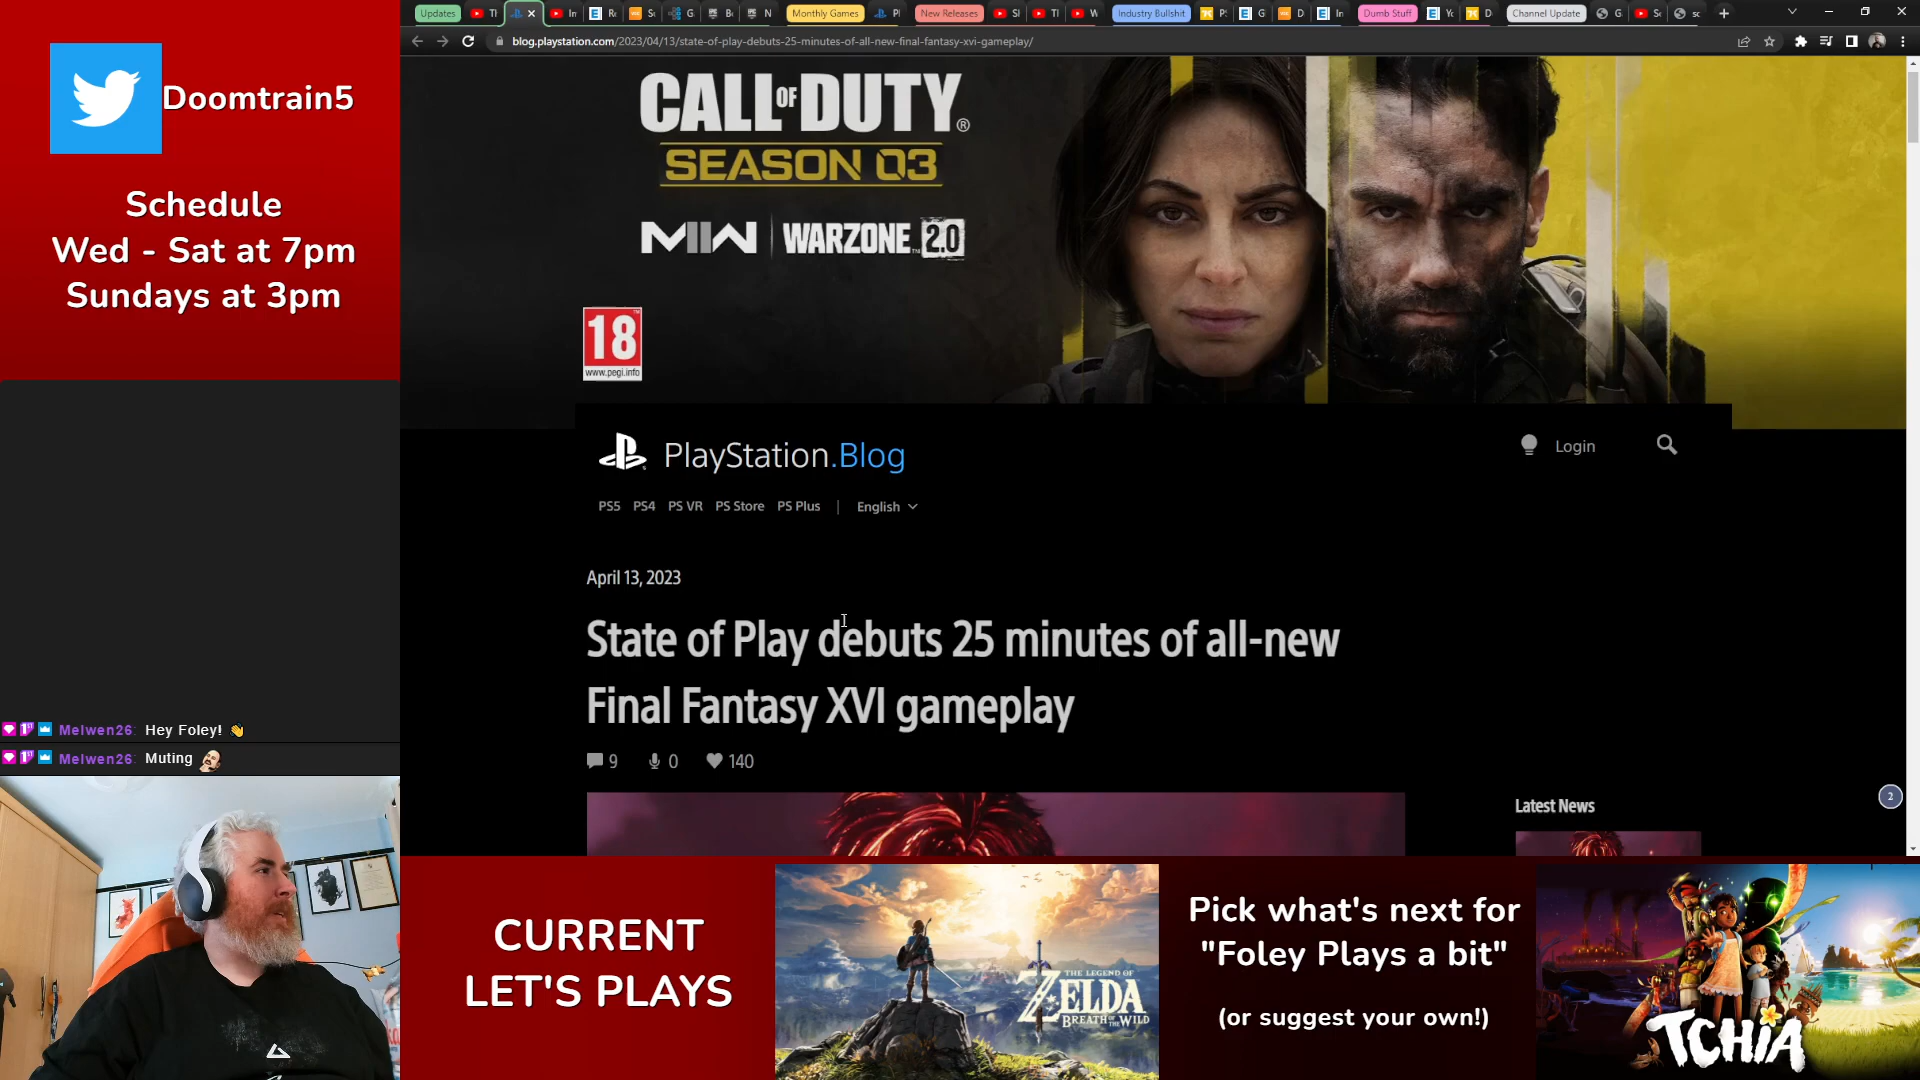 Updates
Monthly Games
New Releases
Industry Bullshit
Dumb Stuff
Channel Update
blog.playstation.com/2023/04/13/state-of-play-debuts-25-minutes-of-all-new-final-fantasy-xvi-gameplay/
Doomtrain5
Schedule
Wed - Sat at 7pm
Sundays at 3pm
CALL OF DUTY®
SEASON 03
MWII WARZONE 2.0™
18
www.pegi.info
PlayStation.Blog
Login
PS5 PS4 PS VR PS Store PS Plus | English
April 13, 2023
State of Play debuts 25 minutes of all-new
Final Fantasy XVI gameplay
9 0 140
Latest News
2
Melwen26: Hey Foley! 👋
Melwen26: Muting
CURRENT
LET'S PLAYS
THE LEGEND OF
ZELDA
BREATH OF THE WILD
Pick what's next for
"Foley Plays a bit"
(or suggest your own!)
TCHIA